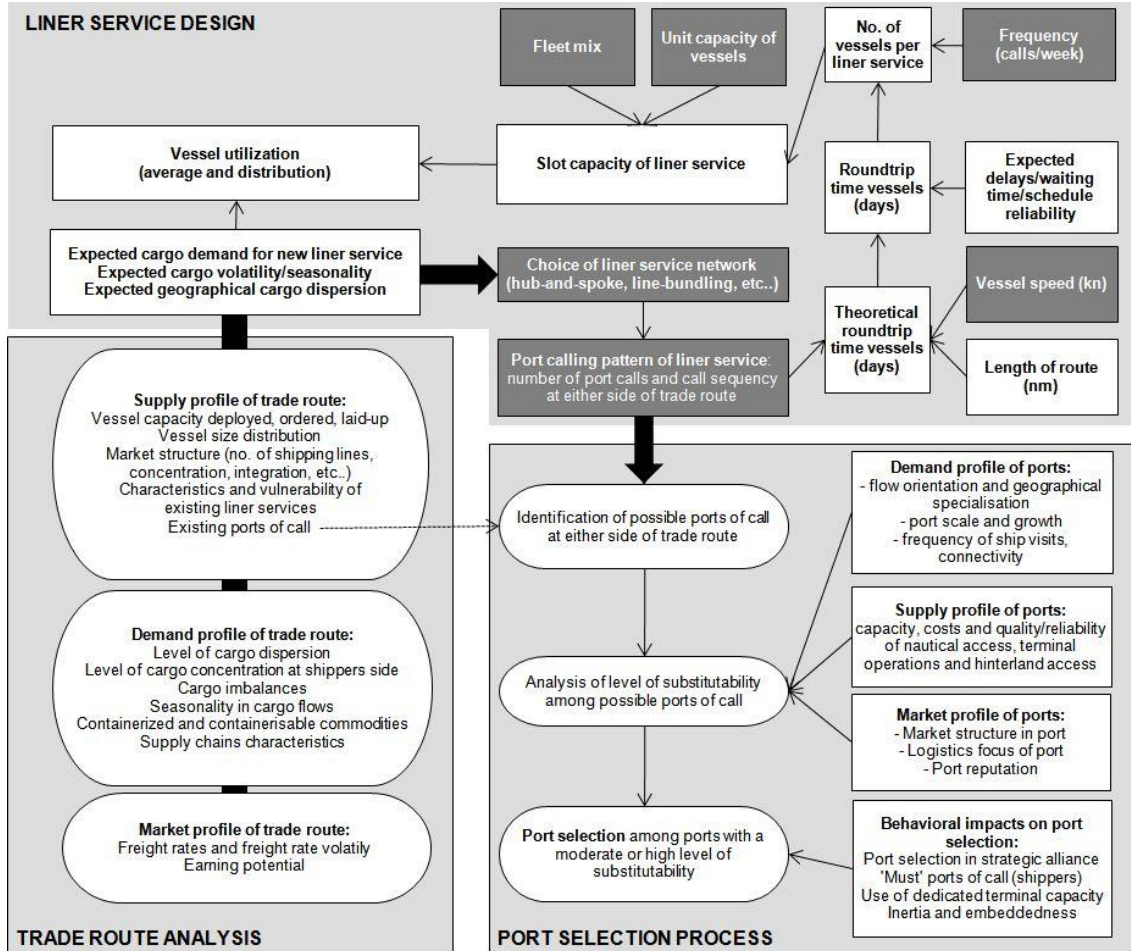 LINER SERVICE DESIGN
Fleet mix
Unit capacity of
vessels
No. of
vessels per
liner service
Frequency
(calls/week)
Vessel utilization
(average and distribution)
Slot capacity of liner service
Roundtrip
time vessels
(days)
Expected
delays/waiting
time/schedule
reliability
Expected cargo demand for new liner service
Expected cargo volatility/seasonality
Expected geographical cargo dispersion
Choice of liner service network
(hub-and-spoke, line-bundling, etc..)
Theoretical
roundtrip
time vessels
(days)
Vessel speed (kn)
Port calling pattern of liner service:
number of port calls and call sequency
at either side of trade route
Length of route
(nm)
Supply profile of trade route:
Vessel capacity deployed, ordered, laid-up
Vessel size distribution
Market structure (no. of shipping lines,
concentration, integration, etc..)
Characteristics and vulnerability of
existing liner services
Existing ports of call
Demand profile of trade route:
Level of cargo dispersion
Level of cargo concentration at shippers side
Cargo imbalances
Seasonality in cargo flows
Containerized and containerisable commodities
Supply chains characteristics
Market profile of trade route:
Freight rates and freight rate volatily
Earning potential
TRADE ROUTE ANALYSIS
Identification of possible ports of call
at either side of trade route
Analysis of level of substitutability
among possible ports of call
Port selection among ports with a
moderate or high level of
substitutability
Demand profile of ports:
- flow orientation and geographical
specialisation
- port scale and growth
- frequency of ship visits,
connectivity
Supply profile of ports:
capacity, costs and quality/reliability
of nautical access, terminal
operations and hinterland access
Market profile of ports:
- Market structure in port
- Logistics focus of port
- Port reputation
Behavioral impacts on port
selection:
Port selection in strategic alliance
'Must' ports of call (shippers)
Use of dedicated terminal capacity
Inertia and embeddedness
PORT SELECTION PROCESS